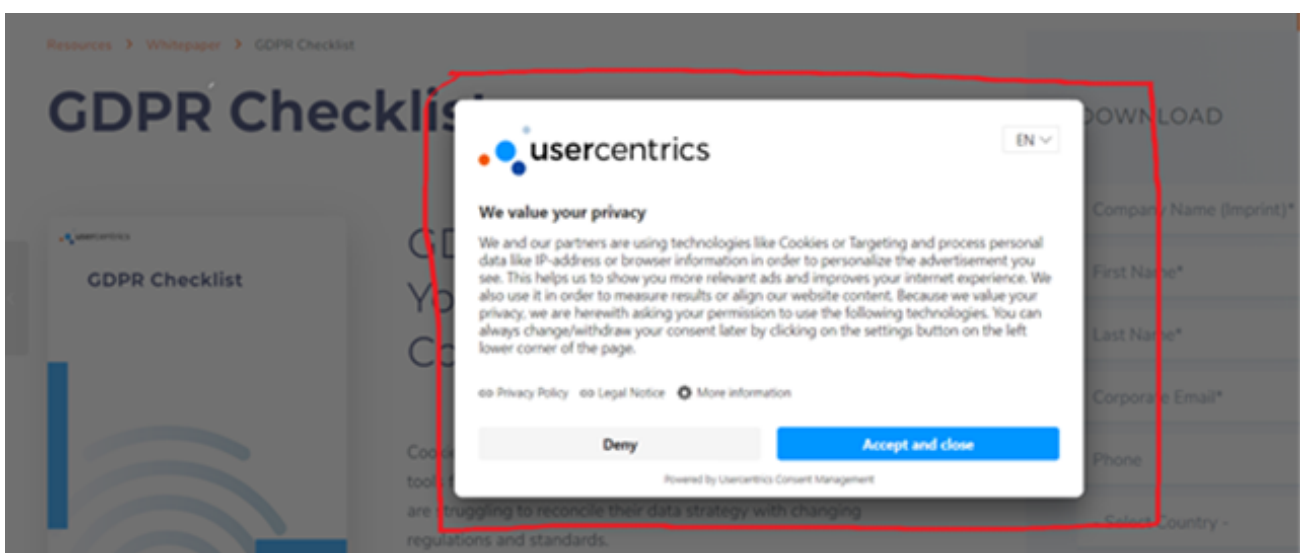 Resources > Whitepaper > GDPR Checklist
GDPR Checklis
usercentrics
EN
We value your privacy
We and our partners are using technologies like Cookies or Targeting and process personal
data like IP-address or browser information in order to personalize the advertisement you
see. This helps us to show you more relevant ads and improves your internet experience. We
also use it in order to measure results or align our website content. Because we value your
privacy, we are herewith asking your permission to use the following technologies. You can
always change/withdraw your consent later by clicking on the settings button on the left
lower corner of the page.
Privacy Policy Legal Notice More information
Deny Accept and close
Powered by Usercentrics Consent Management
usercentrics
GDPR Checklist
GD
Yo
Co
Cook
tools f
are struggling to reconcile their data strategy with changing
regulations and standards.
DOWNLOAD
Company Name (Imprint)*
First Name*
Last Name*
Corporate Email*
Phone
- Select Country -